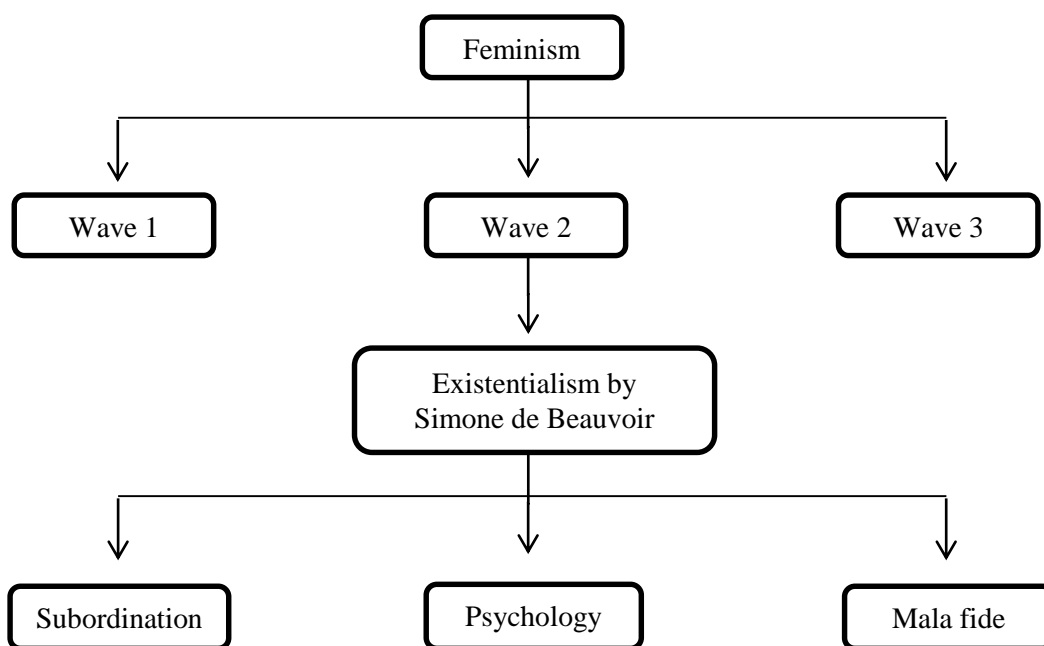 Feminism
Wave 1
Wave 2
Wave 3
Existentialism by
Simone de Beauvoir
Subordination
Psychology
Mala fide